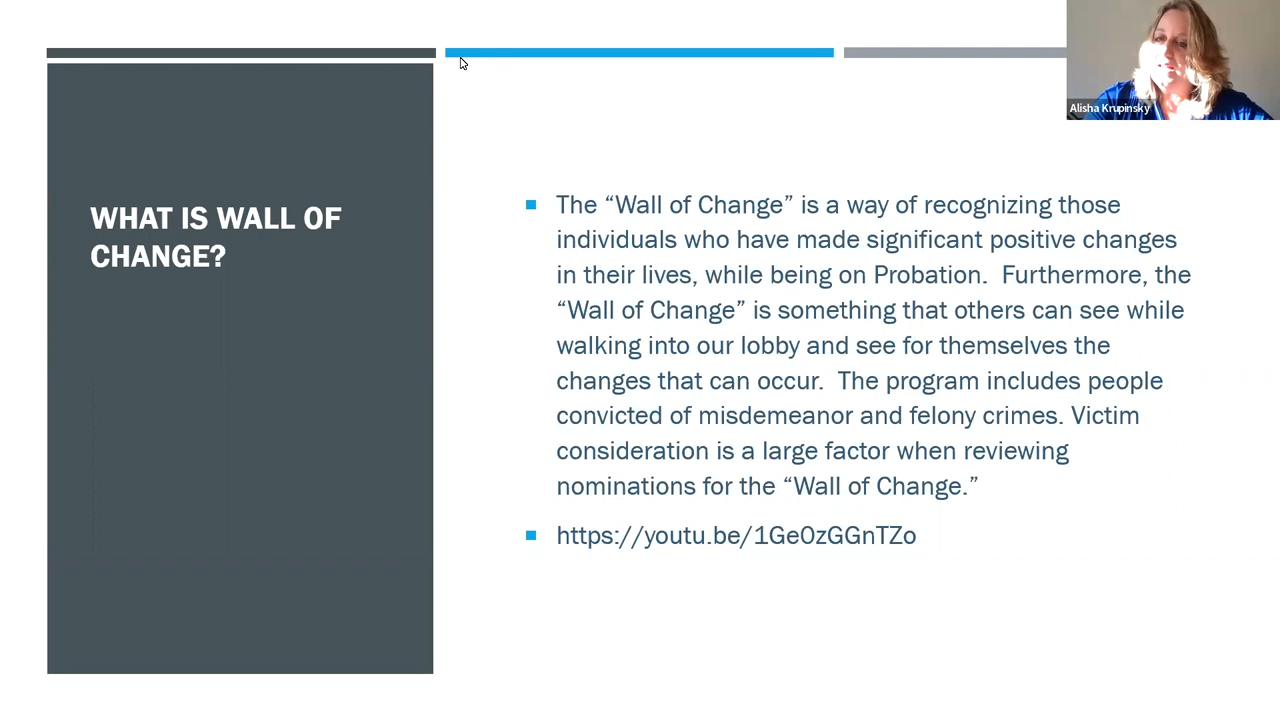 Alisha Krupinsky
WHAT IS WALL OF
CHANGE?
The “Wall of Change” is a way of recognizing those
individuals who have made significant positive changes
in their lives, while being on Probation.  Furthermore, the
“Wall of Change” is something that others can see while
walking into our lobby and see for themselves the
changes that can occur.  The program includes people
convicted of misdemeanor and felony crimes. Victim
consideration is a large factor when reviewing
nominations for the “Wall of Change.”
https://youtu.be/1Ge0zGGnTZo